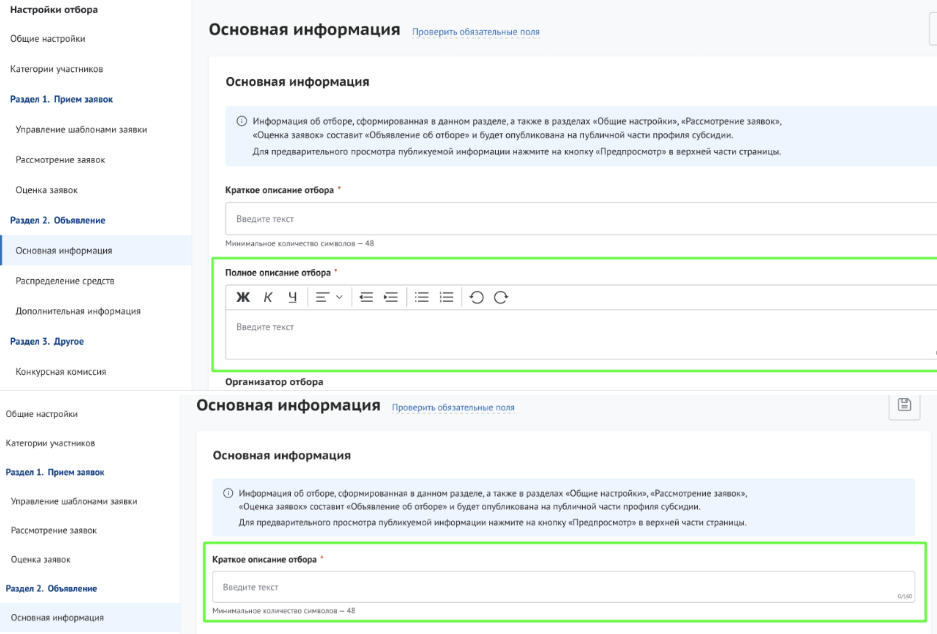 Настройки отбора
Общие настройки
Категории участников
Раздел 1. Прием заявок
Управление шаблонами заявки
Рассмотрение заявок
Оценка заявок
Раздел 2. Объявление
Основная информация
Распределение средств
Дополнительная информация
Раздел 3. Другое
Конкурсная комиссия
Основная информация Проверить обязательные поля
Основная информация
Информация об отборе, сформированная в данном разделе, а также в разделах «Общие настройки», «Рассмотрение заявок»,
«Оценка заявок» составит «Объявление об отборе» и будет опубликована на публичной части профиля субсидии.
Для предварительного просмотра публикуемой информации нажмите на кнопку «Предпросмотр» в верхней части страницы.
Краткое описание отбора *
Введите текст
Минимальное количество символов — 48
Полное описание отбора *
Ж К Ч
Введите текст
Организатор отбора
Общие настройки
Категории участников
Раздел 1. Прием заявок
Управление шаблонами заявки
Рассмотрение заявок
Оценка заявок
Раздел 2. Объявление
Основная информация
Основная информация Проверить обязательные поля
Основная информация
Информация об отборе, сформированная в данном разделе, а также в разделах «Общие настройки», «Рассмотрение заявок»,
«Оценка заявок» составит «Объявление об отборе» и будет опубликована на публичной части профиля субсидии.
Для предварительного просмотра публикуемой информации нажмите на кнопку «Предпросмотр» в верхней части страницы.
Краткое описание отбора *
Введите текст
0/140
Минимальное количество символов — 48